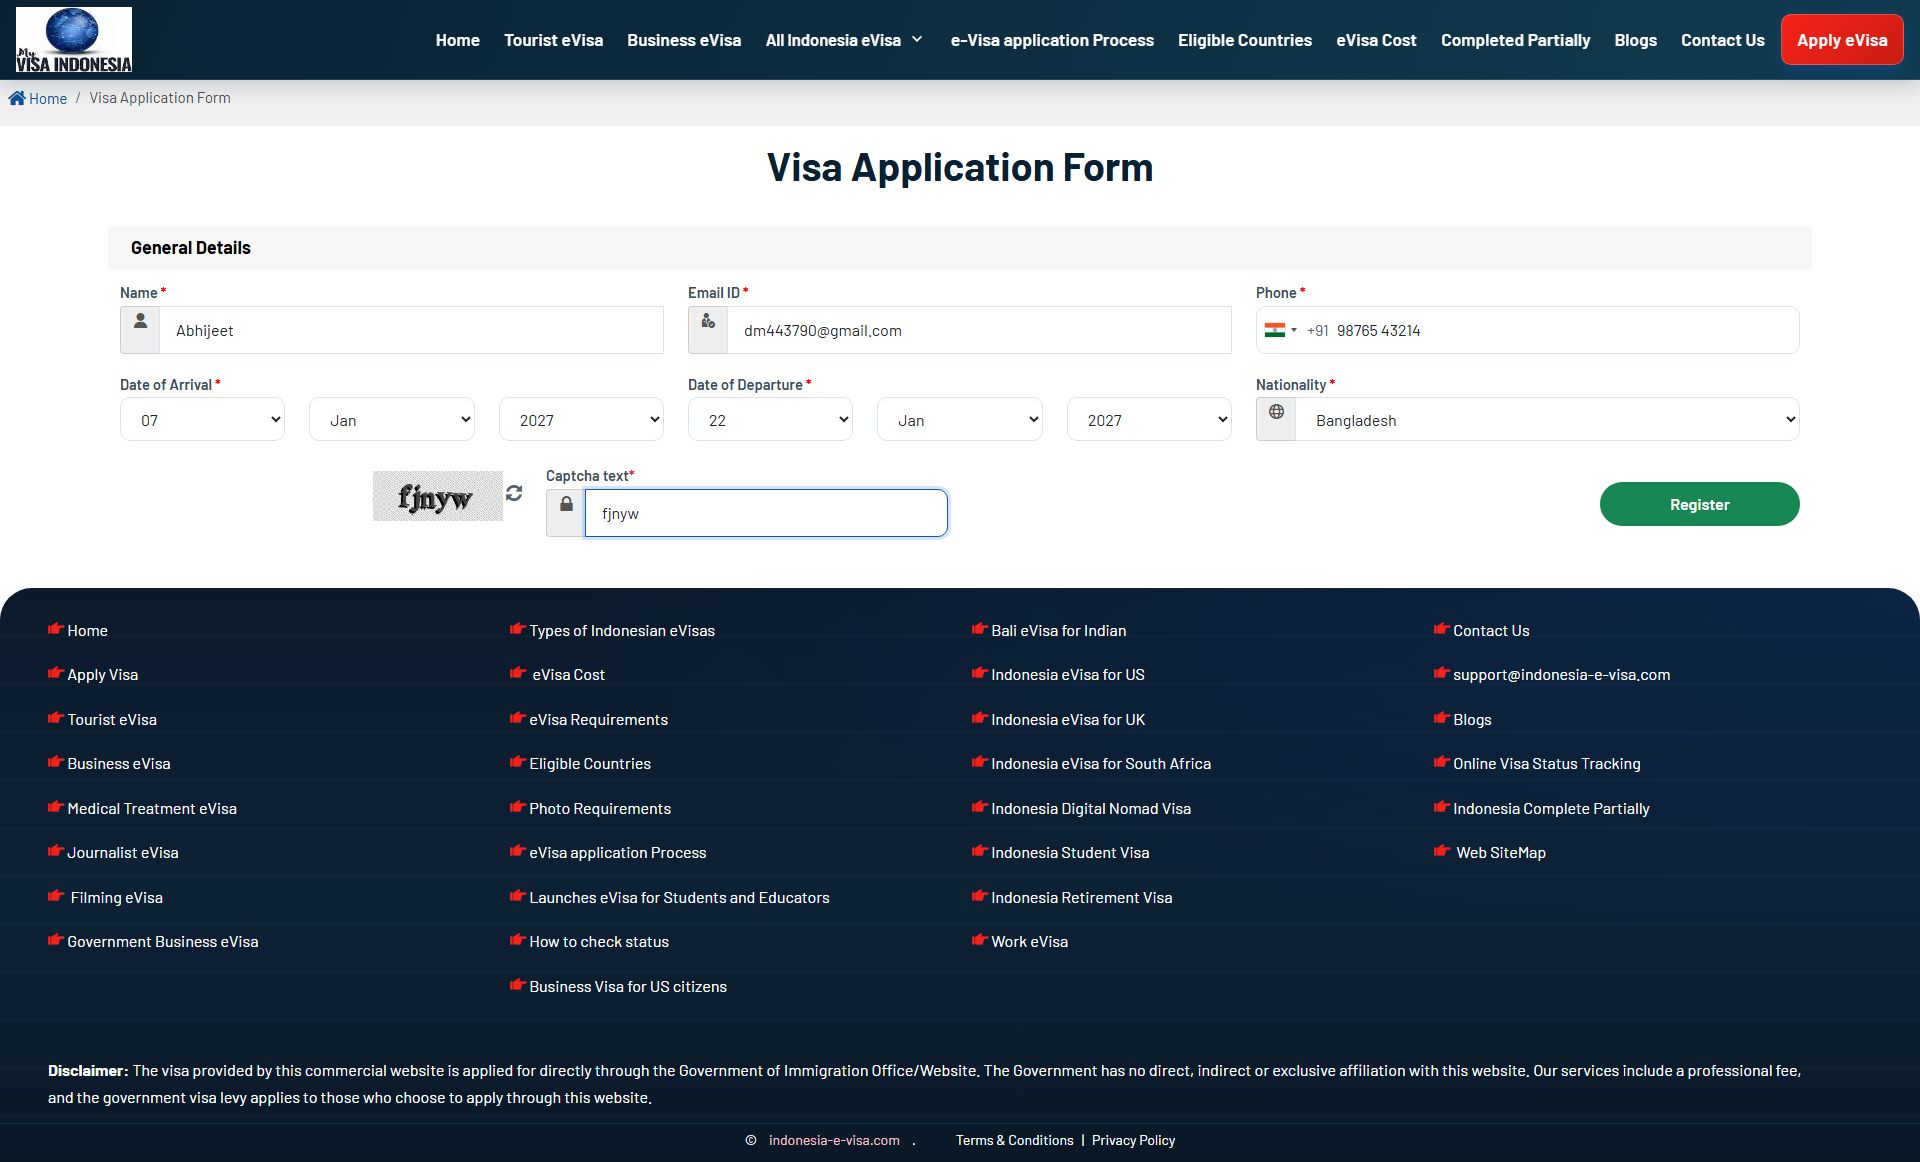 My
VISA INDONESIA
Home Tourist eVisa Business eVisa All Indonesia eVisa e-Visa application Process Eligible Countries eVisa Cost Completed Partially Blogs Contact Us Apply eVisa
Home / Visa Application Form
Visa Application Form
General Details
Name * Email ID * Phone *
Abhijeet dm443790@gmail.com +91 98765 43214
Date of Arrival * Date of Departure * Nationality *
07 Jan 2027 22 Jan 2027 Bangladesh
Captcha text*
fjnyw fjnyw Register
Home Types of Indonesian eVisas Bali eVisa for Indian Contact Us
Apply Visa eVisa Cost Indonesia eVisa for US support@indonesia-e-visa.com
Tourist eVisa eVisa Requirements Indonesia eVisa for UK Blogs
Business eVisa Eligible Countries Indonesia eVisa for South Africa Online Visa Status Tracking
Medical Treatment eVisa Photo Requirements Indonesia Digital Nomad Visa Indonesia Complete Partially
Journalist eVisa eVisa application Process Indonesia Student Visa Web SiteMap
Filming eVisa Launches eVisa for Students and Educators Indonesia Retirement Visa
Government Business eVisa How to check status Work eVisa
Business Visa for US citizens
Disclaimer: The visa provided by this commercial website is applied for directly through the Government of Immigration Office/Website. The Government has no direct, indirect or exclusive affiliation with this website. Our services include a professional fee,
and the government visa levy applies to those who choose to apply through this website.
© indonesia-e-visa.com . Terms & Conditions | Privacy Policy